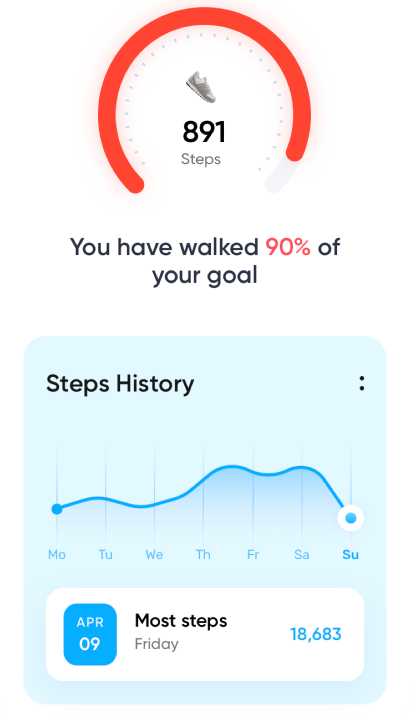 891
Steps
You have walked 90% of
your goal
Steps History
Mo Tu We Th Fr Sa Su
APR
09
Most steps
Friday
18,683